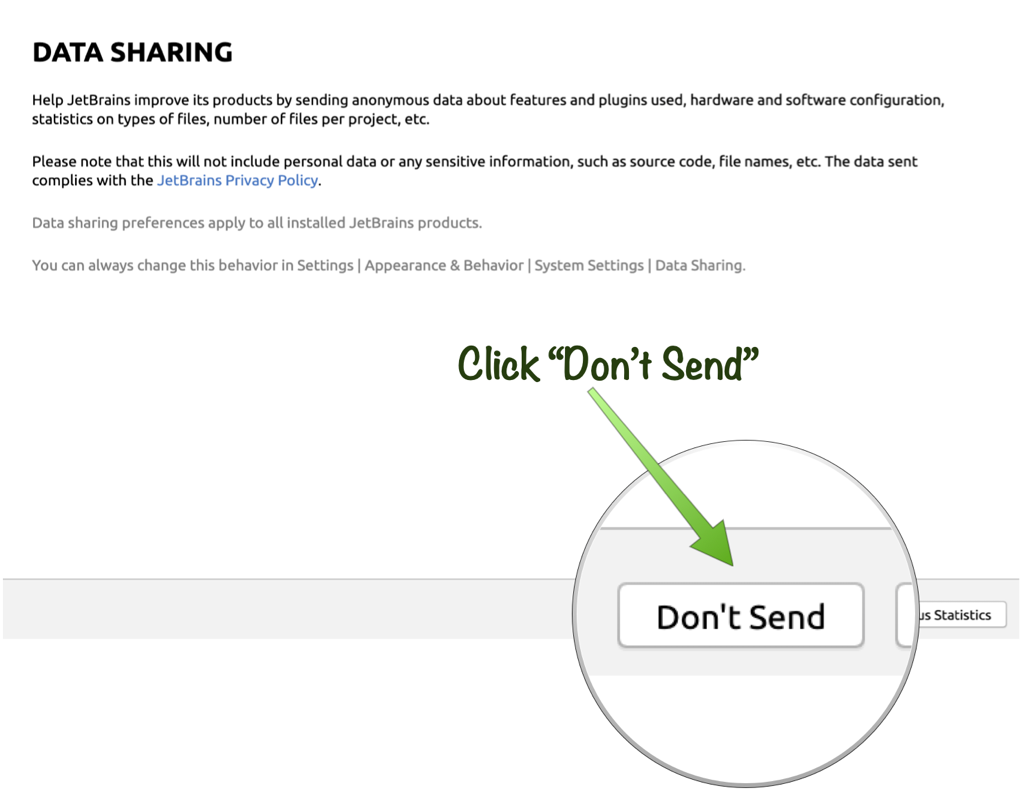 DATA SHARING
Help JetBrains improve its products by sending anonymous data about features and plugins used, hardware and software configuration,
statistics on types of files, number of files per project, etc.
Please note that this will not include personal data or any sensitive information, such as source code, file names, etc. The data sent
complies with the JetBrains Privacy Policy.
Data sharing preferences apply to all installed JetBrains products.
You can always change this behavior in Settings | Appearance & Behavior | System Settings | Data Sharing.
Click “Don’t Send”
Don't Send
Statistics